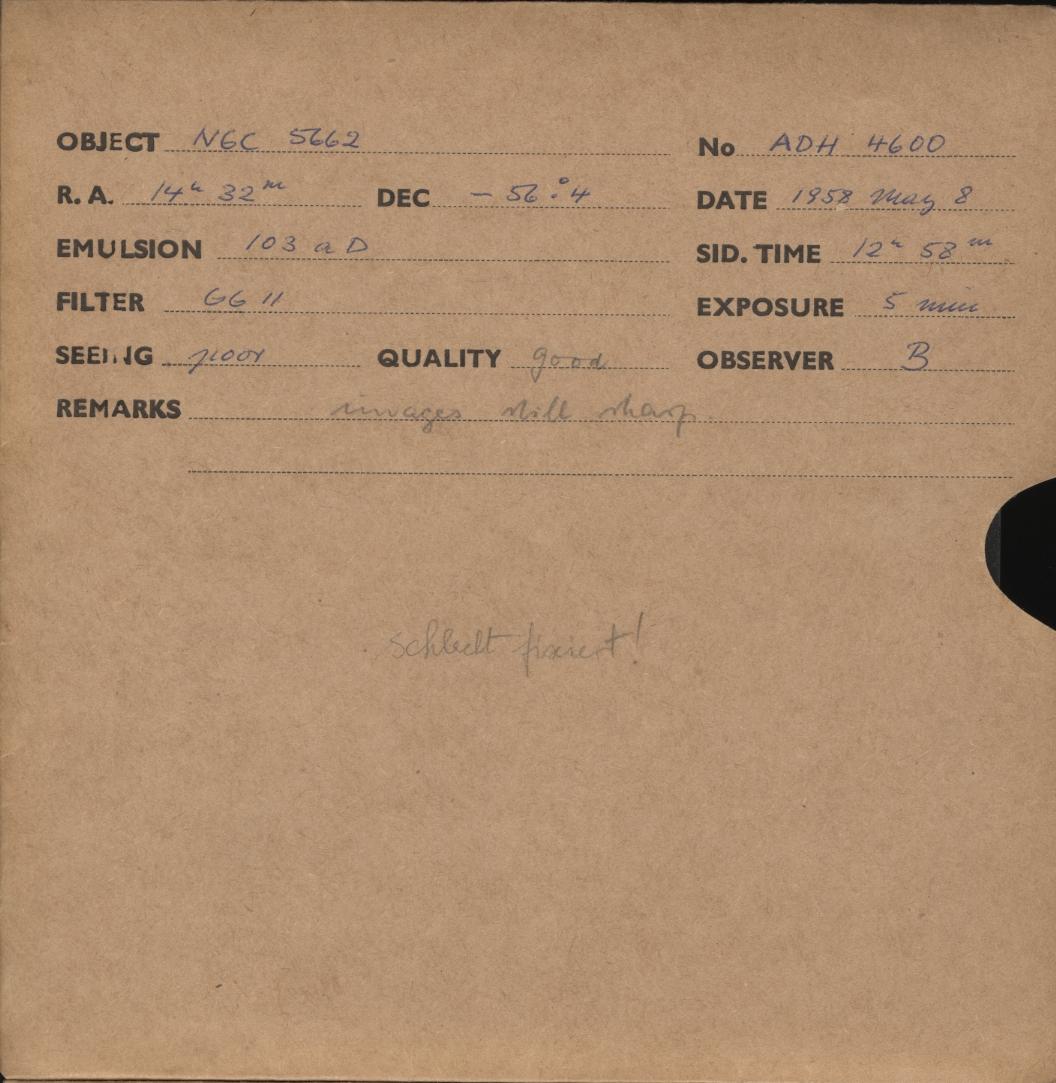 OBJECT NGC 5662 No ADH 4600
R. A. 14h 32m DEC - 56°.4 DATE 1958 May 8
EMULSION 103 a D SID. TIME 12h 58m
FILTER GG 11 EXPOSURE 5 min
SEEING poor QUALITY good OBSERVER B
REMARKS images still sharp.
schlecht fixiert!